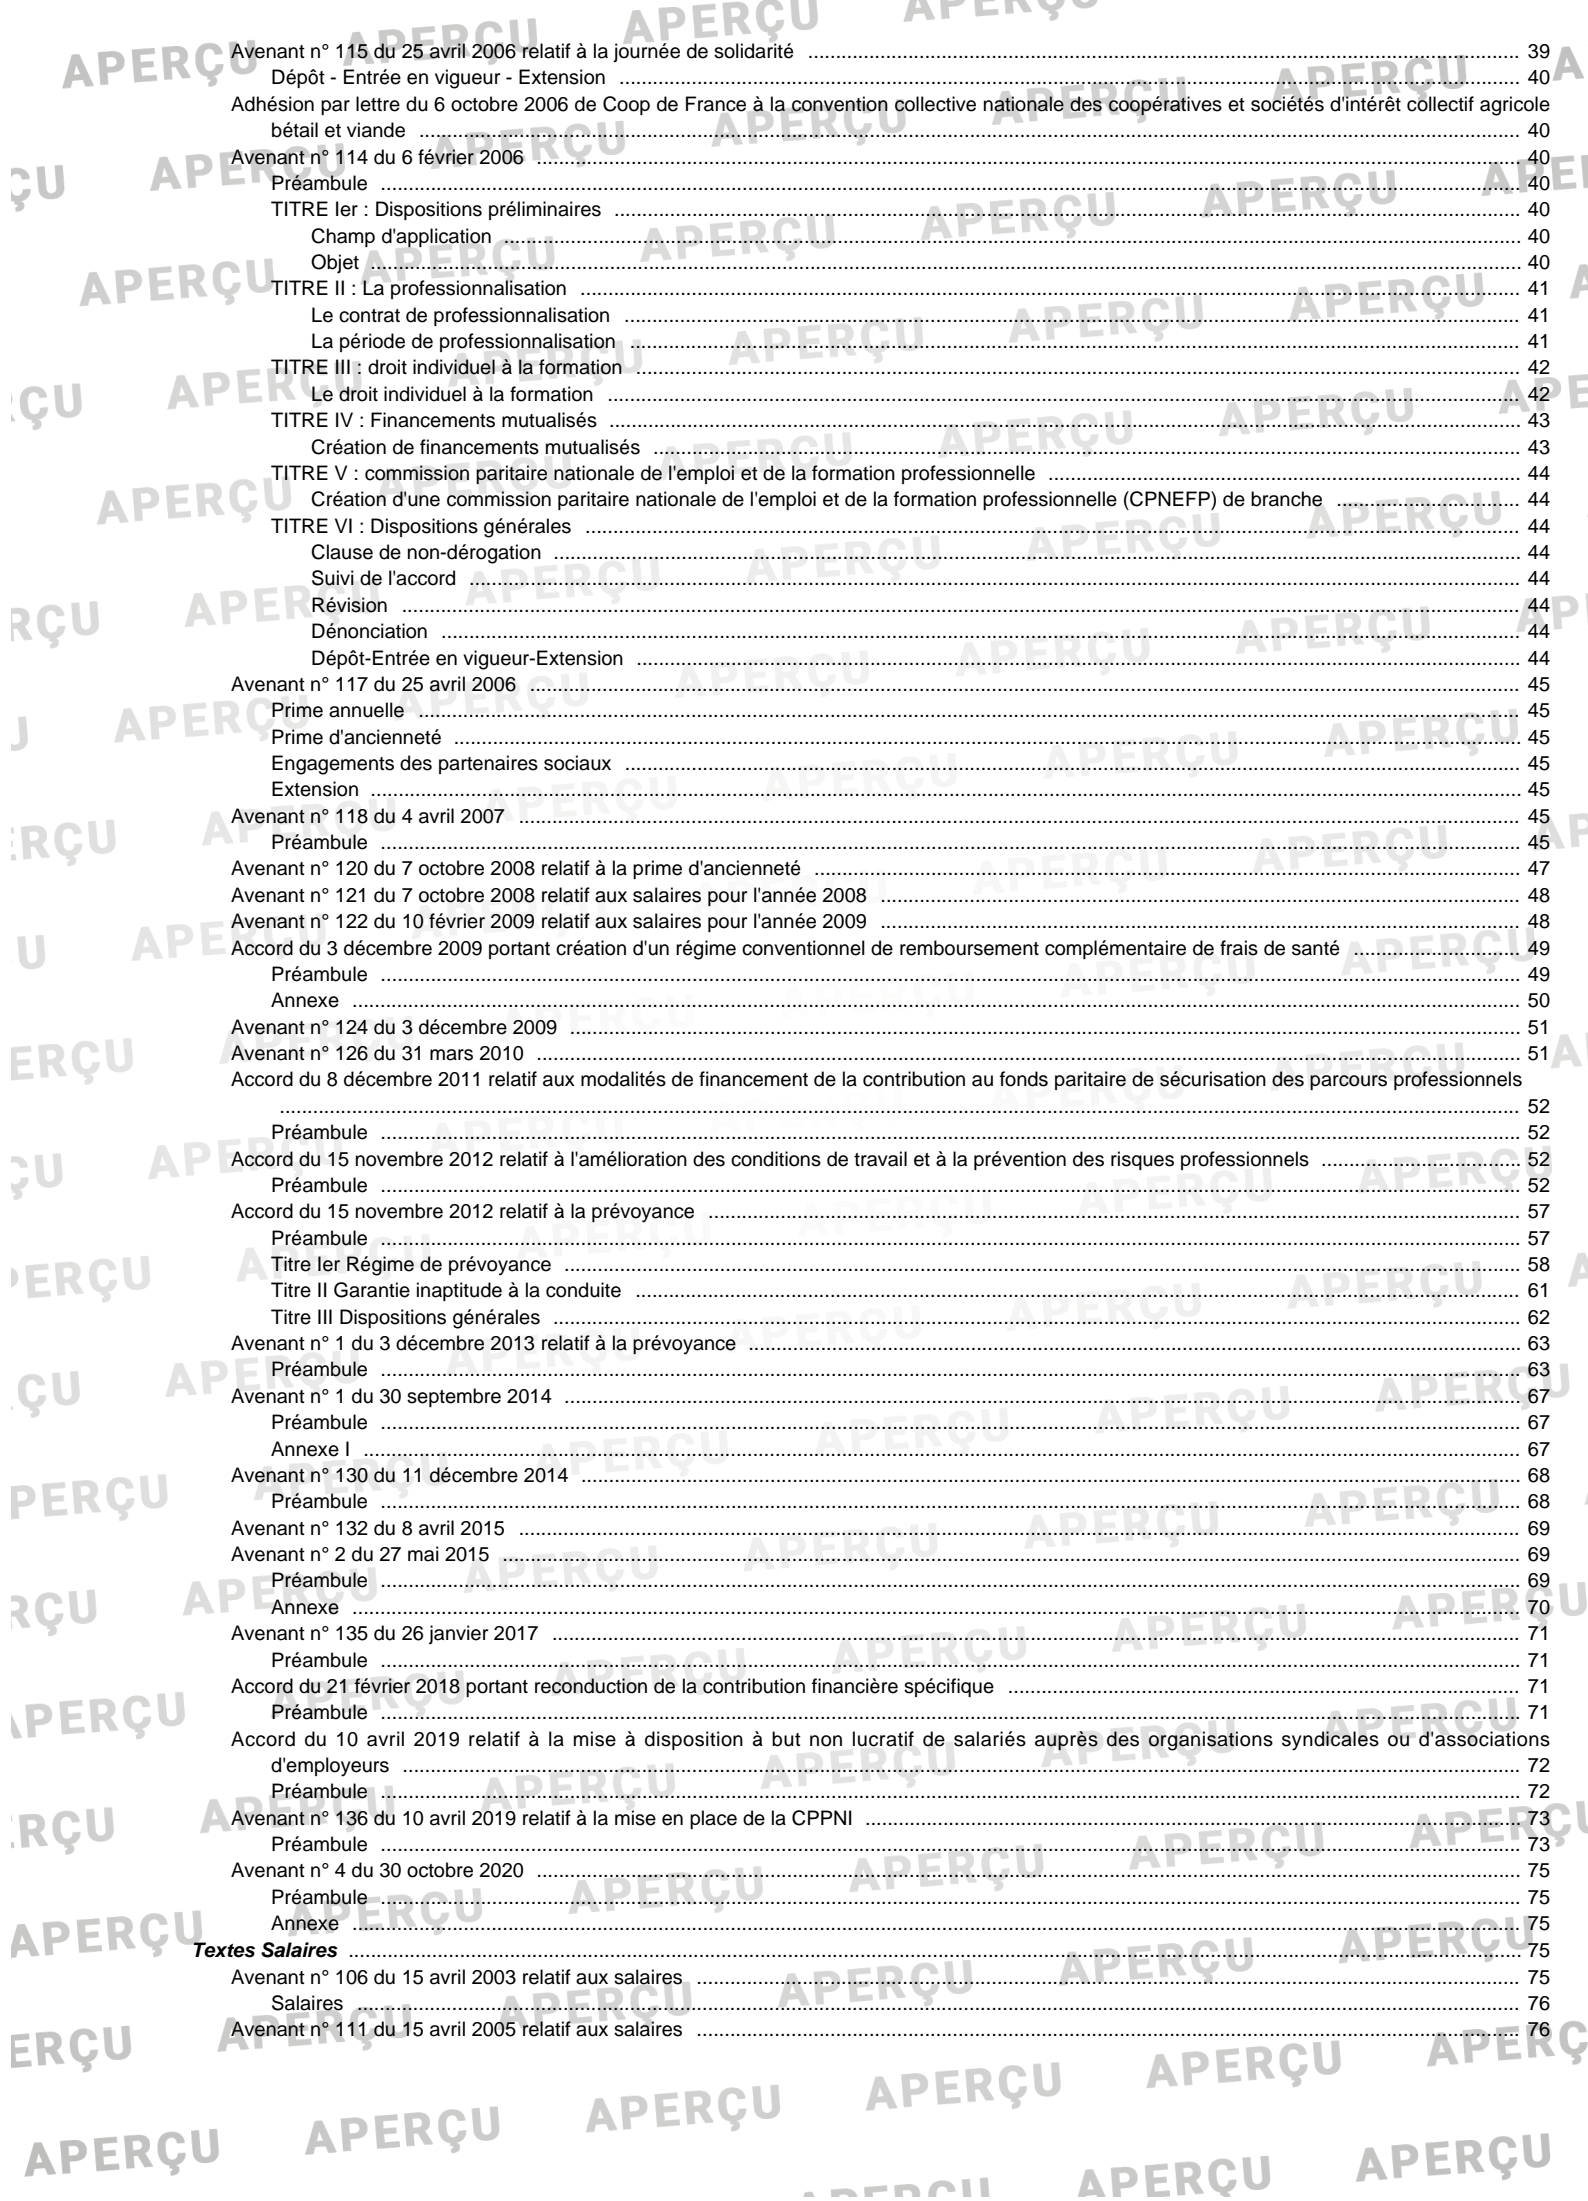 Avenant n° 115 du 25 avril 2006 relatif à la journée de solidarité ........ 39
Dépôt - Entrée en vigueur - Extension ........ 40
Adhésion par lettre du 6 octobre 2006 de Coop de France à la convention collective nationale des coopératives et sociétés d'intérêt collectif agricole
bétail et viande ........ 40
Avenant n° 114 du 6 février 2006 ........ 40
Préambule ........ 40
TITRE Ier : Dispositions préliminaires ........ 40
Champ d'application ........ 40
Objet ........ 40
TITRE II : La professionnalisation ........ 41
Le contrat de professionnalisation ........ 41
La période de professionnalisation ........ 41
TITRE III : droit individuel à la formation ........ 42
Le droit individuel à la formation ........ 42
TITRE IV : Financements mutualisés ........ 43
Création de financements mutualisés ........ 43
TITRE V : commission paritaire nationale de l'emploi et de la formation professionnelle ........ 44
Création d'une commission paritaire nationale de l'emploi et de la formation professionnelle (CPNEFP) de branche ........ 44
TITRE VI : Dispositions générales ........ 44
Clause de non-dérogation ........ 44
Suivi de l'accord ........ 44
Révision ........ 44
Dénonciation ........ 44
Dépôt-Entrée en vigueur-Extension ........ 44
Avenant n° 117 du 25 avril 2006 ........ 45
Prime annuelle ........ 45
Prime d'ancienneté ........ 45
Engagements des partenaires sociaux ........ 45
Extension ........ 45
Avenant n° 118 du 4 avril 2007 ........ 45
Préambule ........ 45
Avenant n° 120 du 7 octobre 2008 relatif à la prime d'ancienneté ........ 47
Avenant n° 121 du 7 octobre 2008 relatif aux salaires pour l'année 2008 ........ 48
Avenant n° 122 du 10 février 2009 relatif aux salaires pour l'année 2009 ........ 48
Accord du 3 décembre 2009 portant création d'un régime conventionnel de remboursement complémentaire de frais de santé ........ 49
Préambule ........ 49
Annexe ........ 50
Avenant n° 124 du 3 décembre 2009 ........ 51
Avenant n° 126 du 31 mars 2010 ........ 51
Accord du 8 décembre 2011 relatif aux modalités de financement de la contribution au fonds paritaire de sécurisation des parcours professionnels
........ 52
Préambule ........ 52
Accord du 15 novembre 2012 relatif à l'amélioration des conditions de travail et à la prévention des risques professionnels ........ 52
Préambule ........ 52
Accord du 15 novembre 2012 relatif à la prévoyance ........ 57
Préambule ........ 57
Titre Ier Régime de prévoyance ........ 58
Titre II Garantie inaptitude à la conduite ........ 61
Titre III Dispositions générales ........ 62
Avenant n° 1 du 3 décembre 2013 relatif à la prévoyance ........ 63
Préambule ........ 63
Avenant n° 1 du 30 septembre 2014 ........ 67
Préambule ........ 67
Annexe I ........ 67
Avenant n° 130 du 11 décembre 2014 ........ 68
Préambule ........ 68
Avenant n° 132 du 8 avril 2015 ........ 69
Avenant n° 2 du 27 mai 2015 ........ 69
Préambule ........ 69
Annexe ........ 70
Avenant n° 135 du 26 janvier 2017 ........ 71
Préambule ........ 71
Accord du 21 février 2018 portant reconduction de la contribution financière spécifique ........ 71
Préambule ........ 71
Accord du 10 avril 2019 relatif à la mise à disposition à but non lucratif de salariés auprès des organisations syndicales ou d'associations
d'employeurs ........ 72
Préambule ........ 72
Avenant n° 136 du 10 avril 2019 relatif à la mise en place de la CPPNI ........ 73
Préambule ........ 73
Avenant n° 4 du 30 octobre 2020 ........ 75
Préambule ........ 75
Annexe ........ 75
Textes Salaires ........ 75
Avenant n° 106 du 15 avril 2003 relatif aux salaires ........ 75
Salaires ........ 76
Avenant n° 111 du 15 avril 2005 relatif aux salaires ........ 76
APERÇU